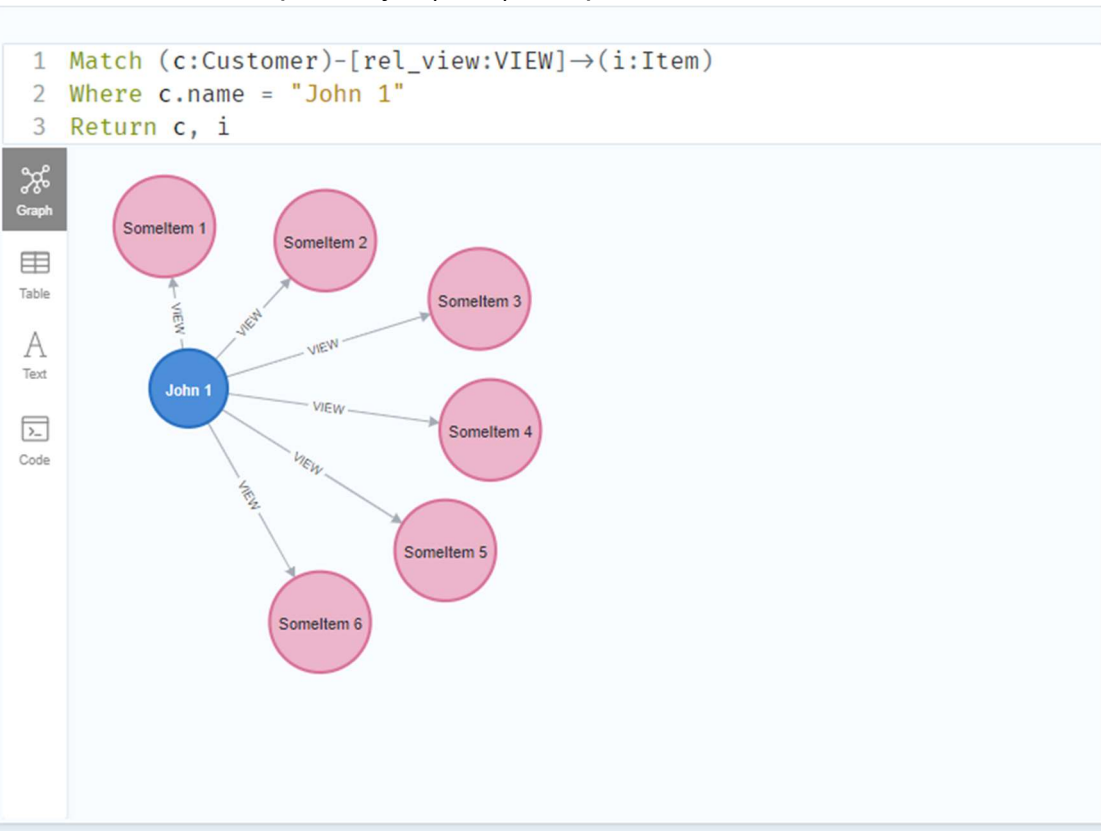 1 Match (c:Customer)-[rel_view:VIEW]→(i:Item)
2 Where c.name = "John 1"
3 Return c, i
Graph
Table
Text
Code
SomeItem 1
SomeItem 2
SomeItem 3
VIEW
VIEW
VIEW
John 1
VIEW
SomeItem 4
VIEW
VIEW
SomeItem 5
SomeItem 6